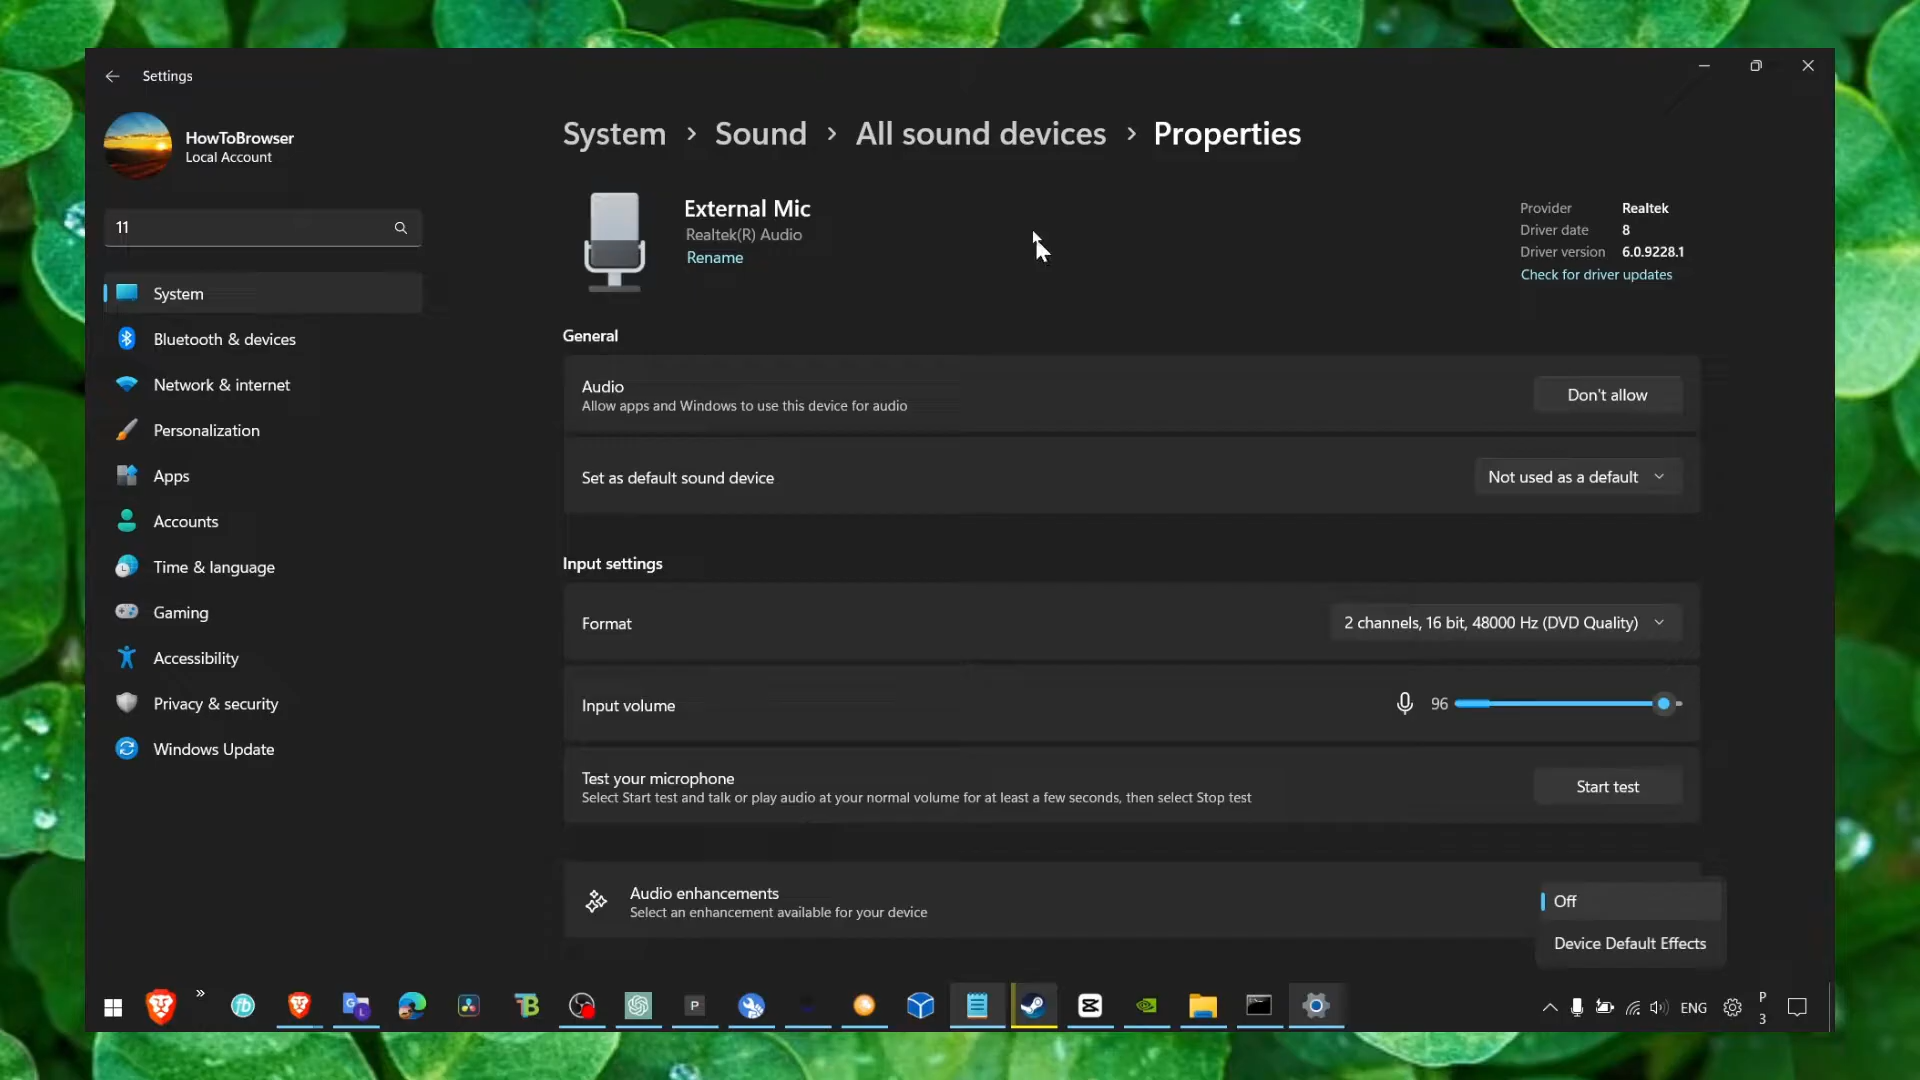 Settings
HowToBrowser
Local Account
11
System
Bluetooth & devices
Network & internet
Personalization
Apps
Accounts
Time & language
Gaming
Accessibility
Privacy & security
Windows Update
System > Sound > All sound devices > Properties
External Mic
Realtek(R) Audio
Rename
Provider Realtek
Driver date 8
Driver version 6.0.9228.1
Check for driver updates
General
Audio
Allow apps and Windows to use this device for audio
Don't allow
Set as default sound device
Not used as a default
Input settings
Format
2 channels, 16 bit, 48000 Hz (DVD Quality)
Input volume
96
Test your microphone
Select Start test and talk or play audio at your normal volume for at least a few seconds, then select Stop test
Start test
Audio enhancements
Select an enhancement available for your device
Off
Device Default Effects
ENG
P
3